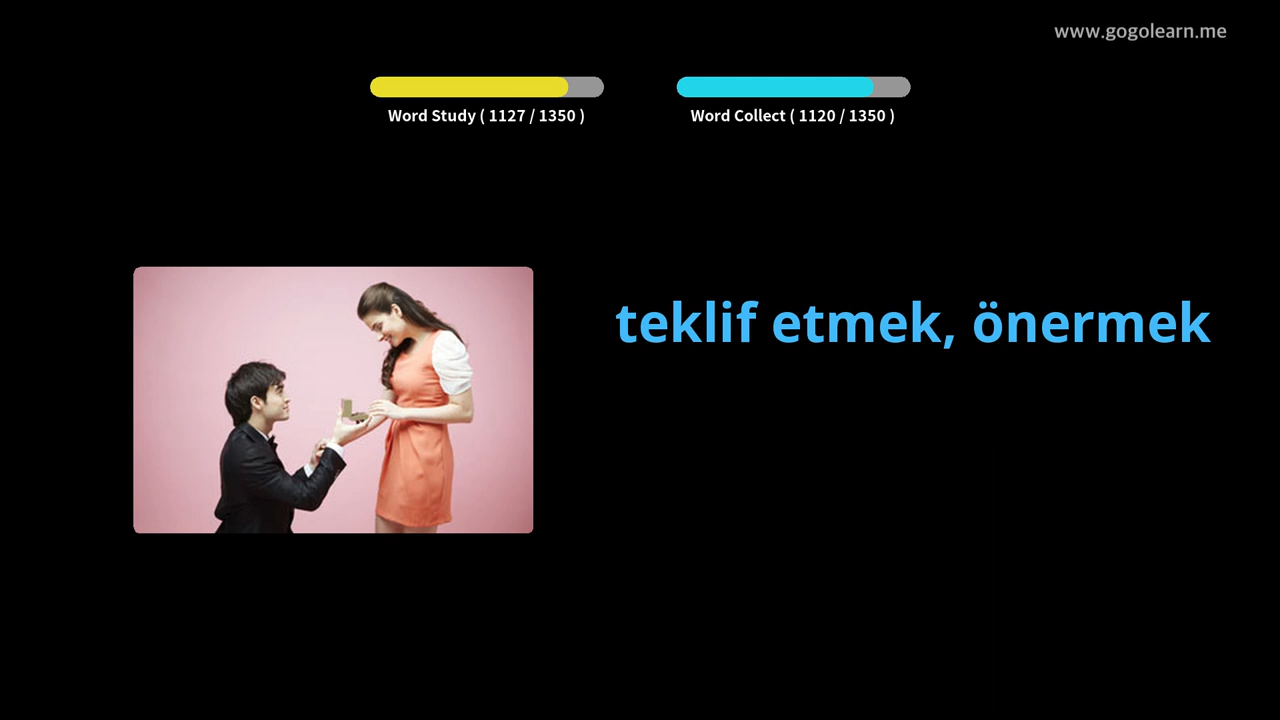 www.gogolearn.me
Word Study ( 1127 / 1350 )
Word Collect ( 1120 / 1350 )
teklif etmek, önermek